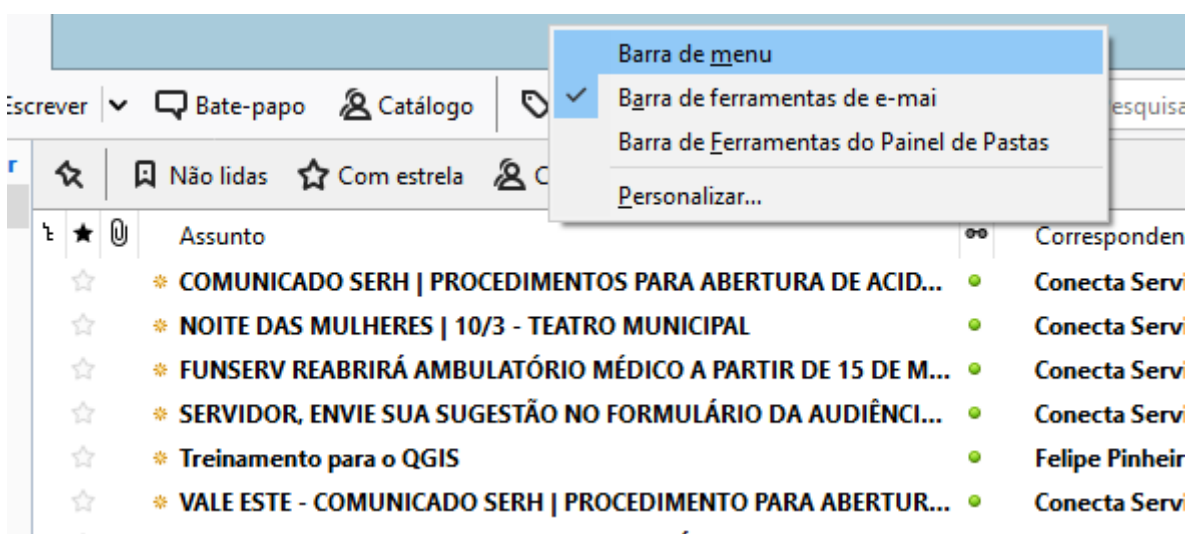 Barra de menu
Barra de ferramentas de e-mai
Barra de Ferramentas do Painel de Pastas
Personalizar...
Escrever Bate-papo Catálogo esquisa
r Não lidas Com estrela C
Assunto Corresponden
COMUNICADO SERH | PROCEDIMENTOS PARA ABERTURA DE ACID... Conecta Servi
NOITE DAS MULHERES | 10/3 - TEATRO MUNICIPAL Conecta Servi
FUNSERV REABRIRÁ AMBULATÓRIO MÉDICO A PARTIR DE 15 DE M... Conecta Servi
SERVIDOR, ENVIE SUA SUGESTÃO NO FORMULÁRIO DA AUDIÊNCI... Conecta Servi
Treinamento para o QGIS Felipe Pinheir
VALE ESTE - COMUNICADO SERH | PROCEDIMENTO PARA ABERTUR... Conecta Servi